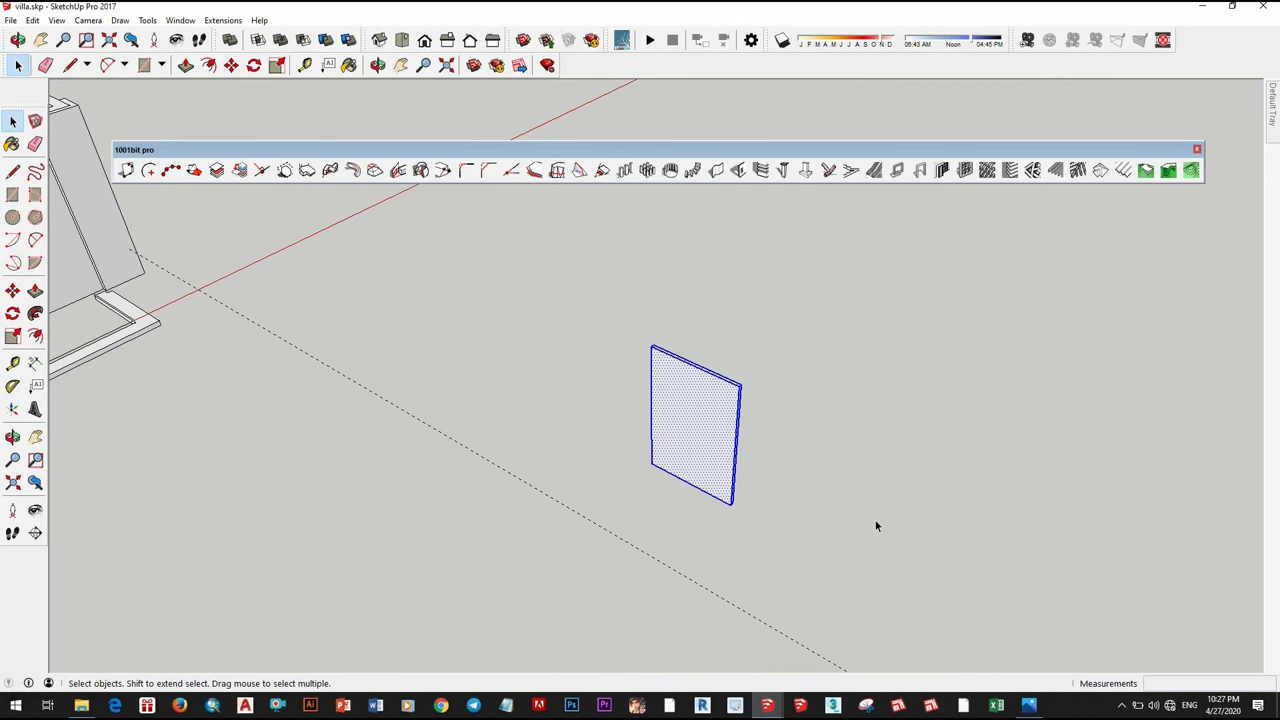 villa.skp - SketchUp Pro 2017
File Edit View Camera Draw Tools Window Extensions Help
J F M A M J J A S O N D
06:43 AM Noon 04:45 PM
1001bit pro
Default Tray
Select objects. Shift to extend select. Drag mouse to select multiple.
Measurements
ENG
10:27 PM
4/27/2020